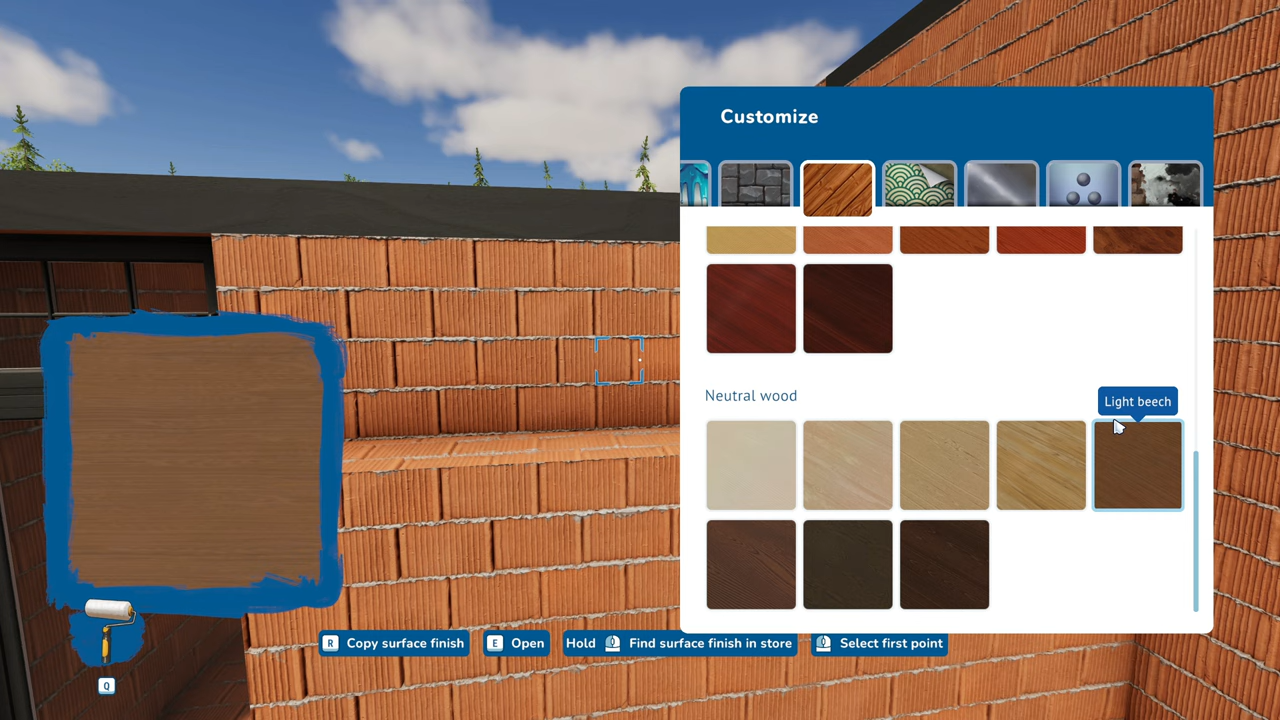 Customize
Neutral wood
Light beech
R Copy surface finish
E Open
Hold Find surface finish in store
Select first point
Q